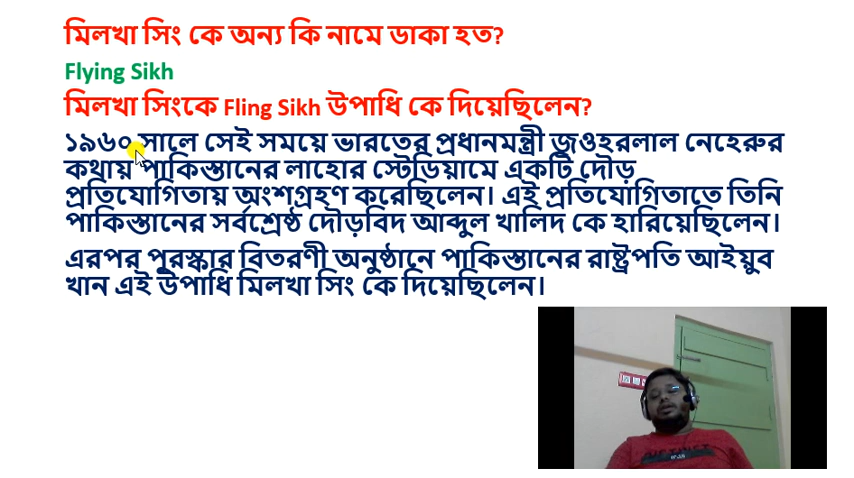 মিলখা সিং কে অন্য কি নামে ডাকা হত?
Flying Sikh
মিলখা সিংকে Fling Sikh উপাধি কে দিয়েছিলেন?
১৯৬০ সালে সেই সময়ে ভারতের প্রধানমন্ত্রী জওহরলাল নেহেরুর
কথায় পাকিস্তানের লাহোর স্টেডিয়ামে একটি দৌড়
প্রতিযোগিতায় অংশগ্রহণ করেছিলেন। এই প্রতিযোগিতাতে তিনি
পাকিস্তানের সর্বশ্রেষ্ঠ দৌড়বিদ আব্দুল খালিদ কে হারিয়েছিলেন।
এরপর পুরস্কার বিতরণী অনুষ্ঠানে পাকিস্তানের রাষ্ট্রপতি আইয়ুব
খান এই উপাধি মিলখা সিং কে দিয়েছিলেন।